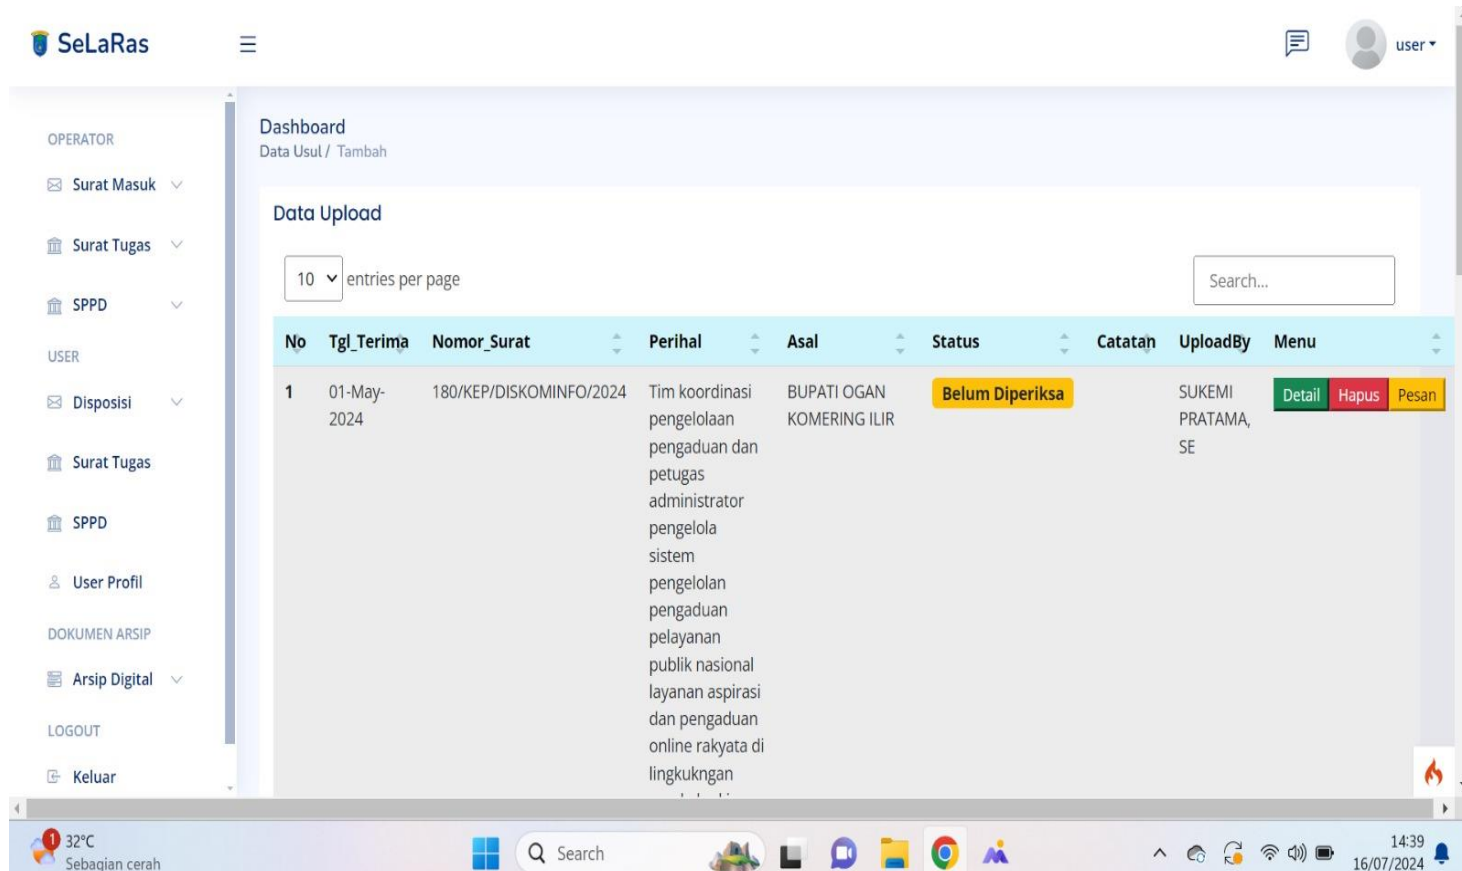 SeLaRas
user
OPERATOR
Surat Masuk
Surat Tugas
SPPD
USER
Disposisi
Surat Tugas
SPPD
User Profil
DOKUMEN ARSIP
Arsip Digital
LOGOUT
Keluar
Dashboard
Data Usul / Tambah
Data Upload
10 entries per page
Search...
No Tgl_Terima Nomor_Surat Perihal Asal Status Catatan UploadBy Menu
1 01-May- 180/KEP/DISKOMINFO/2024 Tim koordinasi BUPATI OGAN Belum Diperiksa SUKEMI Detail Hapus Pesan
2024 pengelolaan KOMERING ILIR PRATAMA,
pengaduan dan SE
petugas
administrator
pengelola
sistem
pengelolan
pengaduan
pelayanan
publik nasional
layanan aspirasi
dan pengaduan
online rakyata di
lingkukngan
1
32°C
Sebagian cerah
Search
14:39
16/07/2024